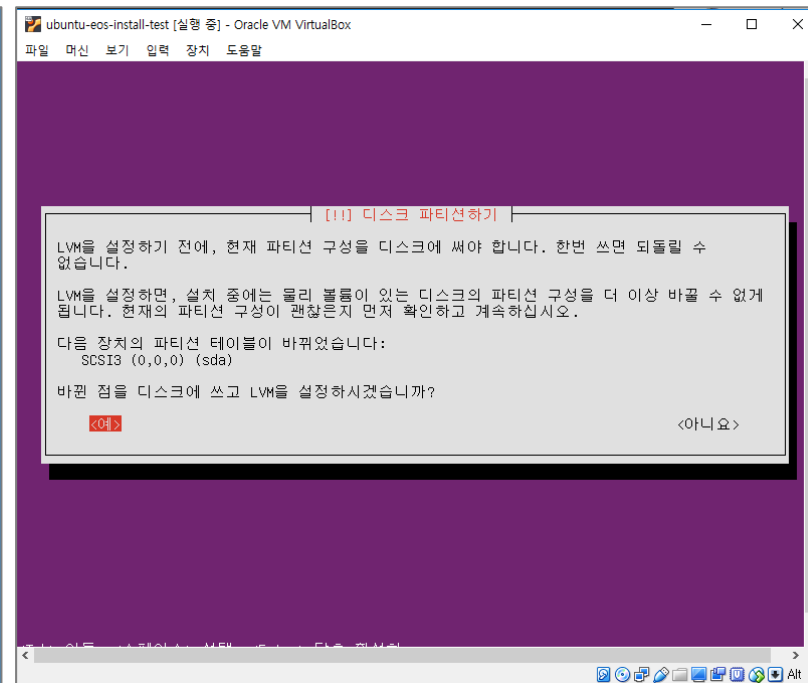 ubuntu-eos-install-test [실행 중] - Oracle VM VirtualBox
파일 머신 보기 입력 장치 도움말
[!!] 디스크 파티션하기
LVM을 설정하기 전에, 현재 파티션 구성을 디스크에 써야 합니다. 한번 쓰면 되돌릴 수
없습니다.
LVM을 설정하면, 설치 중에는 물리 볼륨이 있는 디스크의 파티션 구성을 더 이상 바꿀 수 없게
됩니다. 현재의 파티션 구성이 괜찮은지 먼저 확인하고 계속하십시오.
다음 장치의 파티션 테이블이 바뀌었습니다:
SCSI3 (0,0,0) (sda)
바뀐 점을 디스크에 쓰고 LVM을 설정하시겠습니까?
<예> <아니요>
Alt